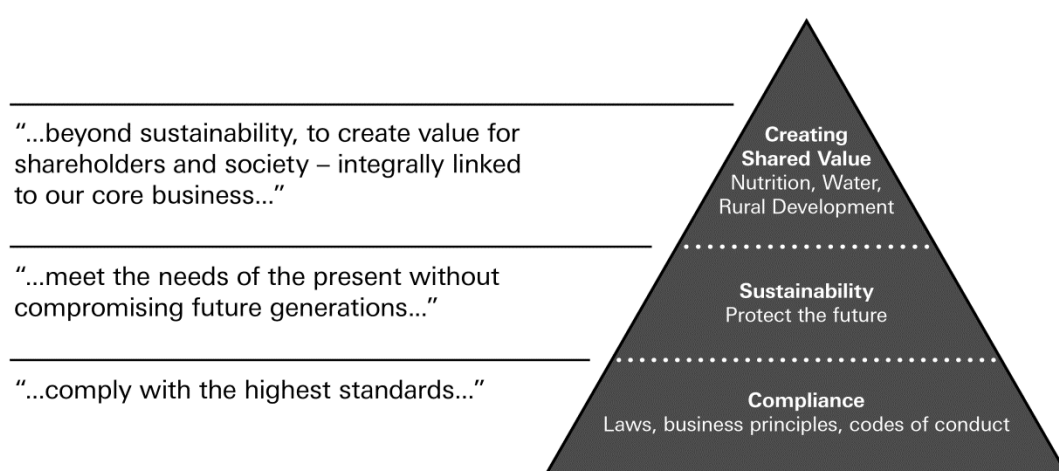 “...beyond sustainability, to create value for
shareholders and society – integrally linked
to our core business...”
Creating
Shared Value
Nutrition, Water,
Rural Development
“...meet the needs of the present without
compromising future generations...”
Sustainability
Protect the future
“...comply with the highest standards...”
Compliance
Laws, business principles, codes of conduct